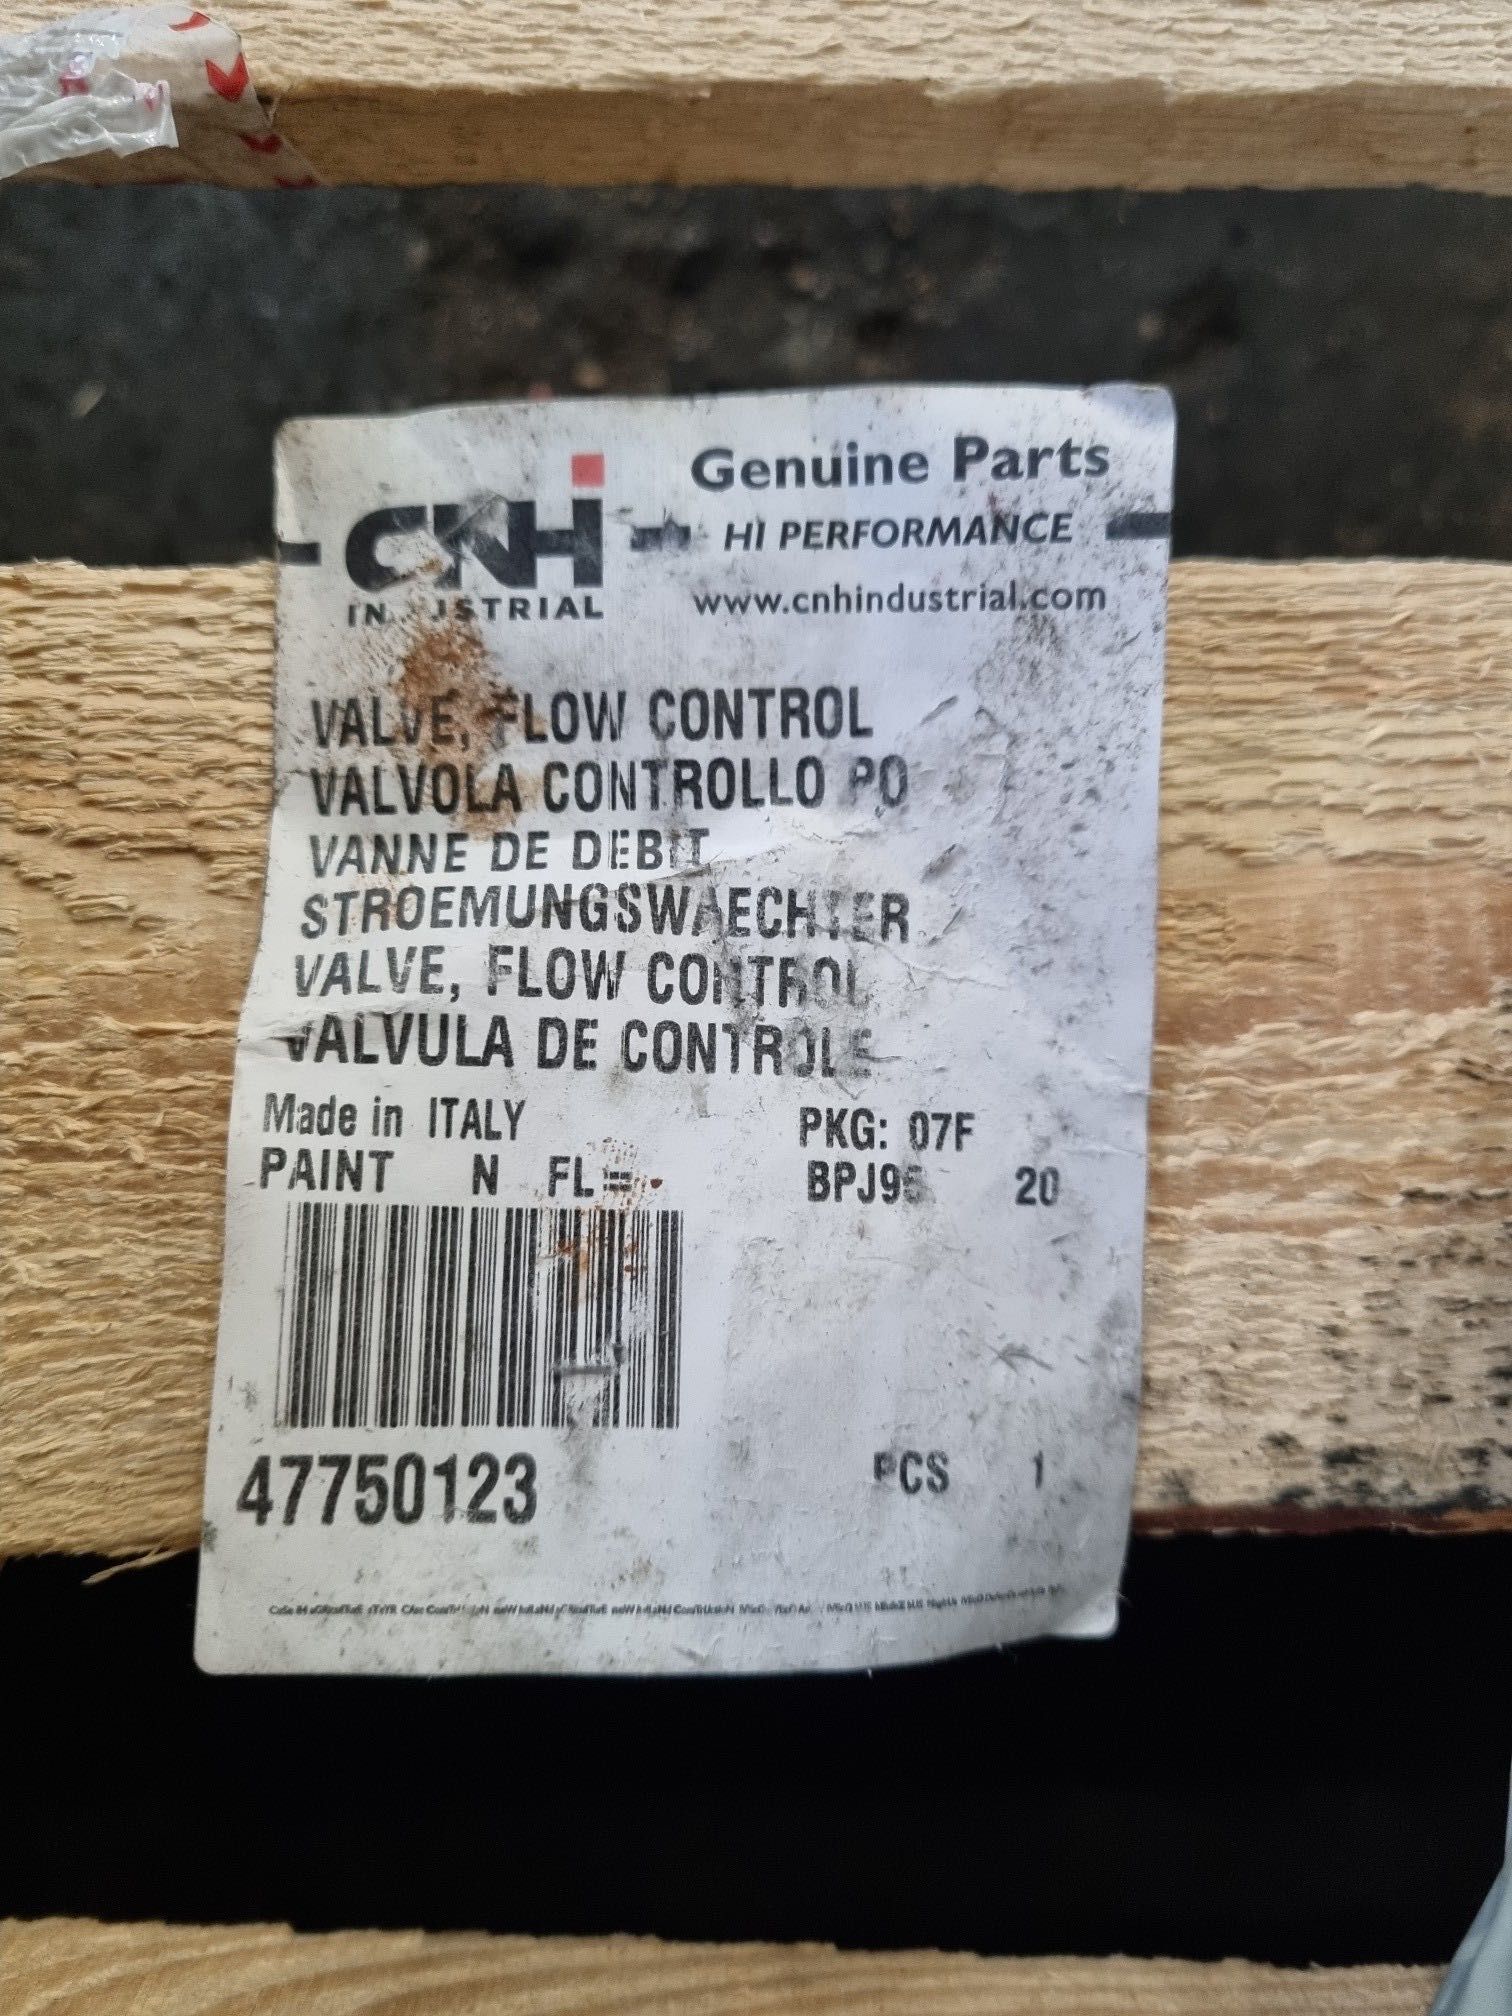 CNH
INDUSTRIAL
Genuine Parts
HI PERFORMANCE
www.cnhindustrial.com
VALVE, FLOW CONTROL
VALVOLA CONTROLLO PO
VANNE DE DEBIT
STROEMUNGSWAECHTER
VALVE, FLOW CONTROL
VALVULA DE CONTROLE
Made in ITALY PKG: 07F
PAINT N FL= BPJ95 20
47750123 PCS 1